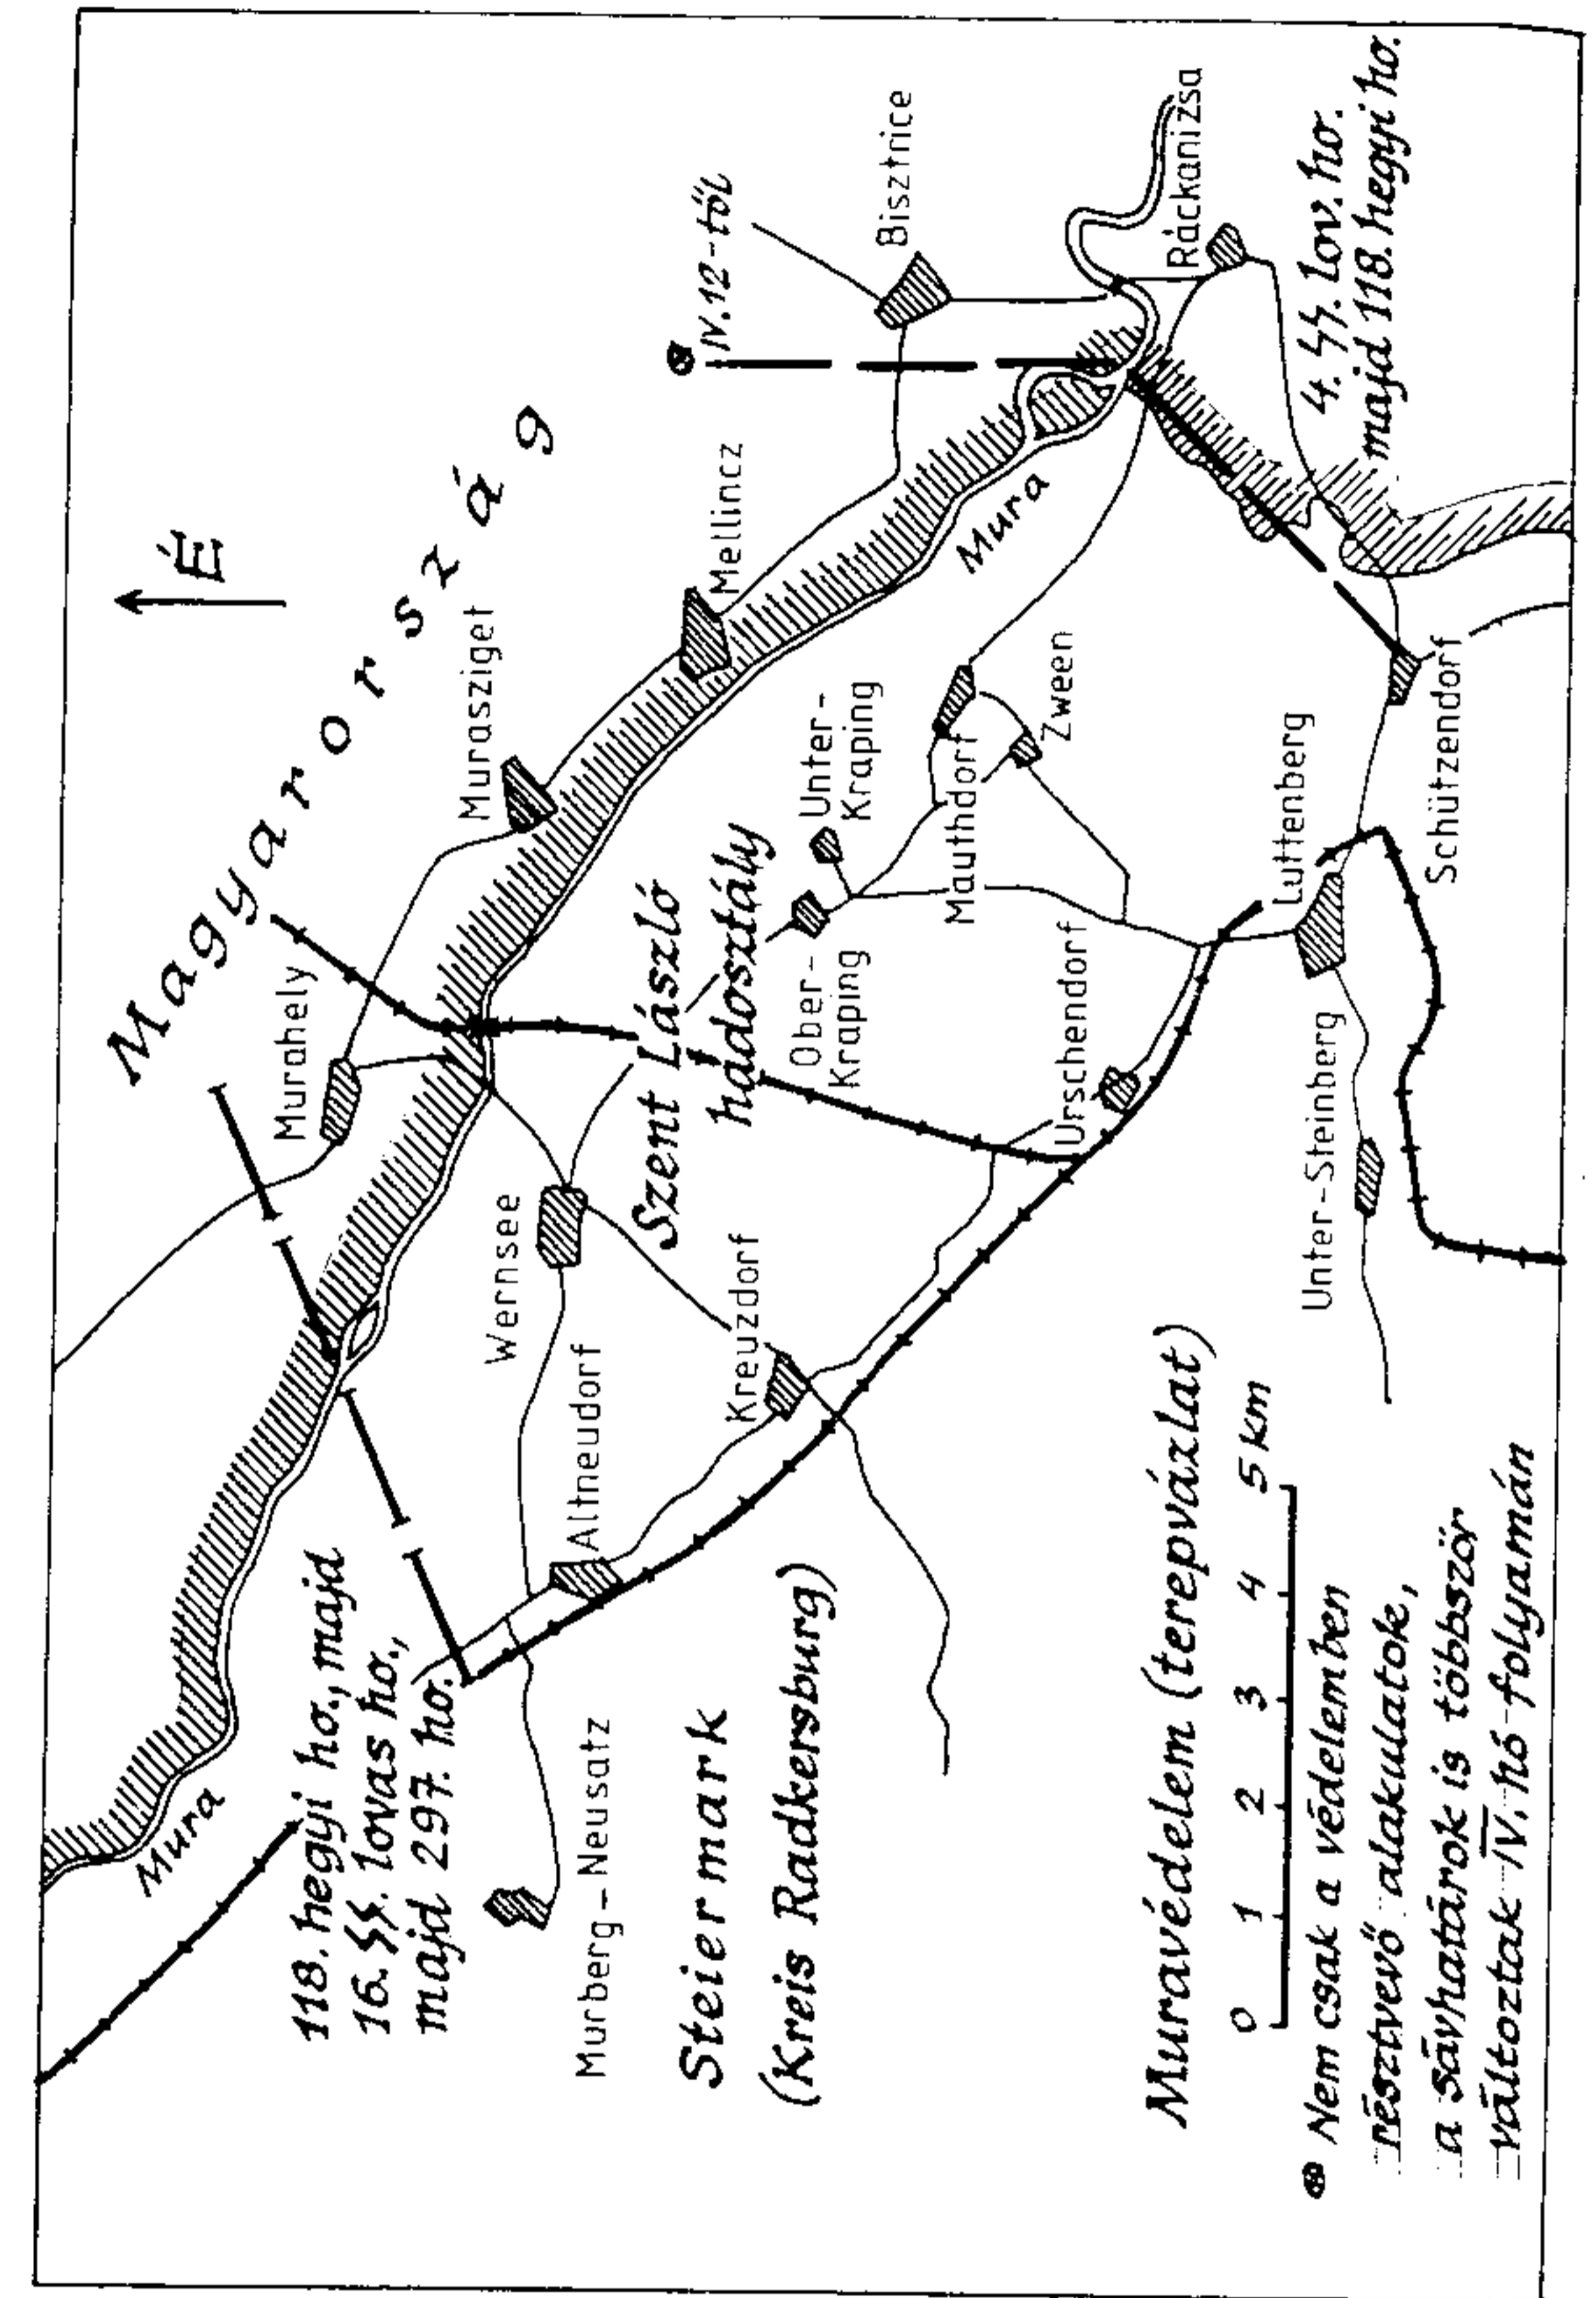 Magyarország
É
118. hegyi ho., majd
16. SS. lovas ho.,
majd 297. ho.
Mura
Murahely
Murasziget
Mellincz
IV. 12-től
Bisztrice
Ráckanizsa
Mura
4. SS. lov. ho.
majd 118. hegyi ho.
Szent László
hadosztály
Wernsee
Altneudorf
Kreuzdorf
Murberg-Neusatz
Ober-
Kraping
Unter-
Kraping
Mauthdorf
Zween
Urschendorf
Luttenberg
Schützendorf
Unter-Steinberg
Steiermark
(Kreis Radkersburg)
Muravédelem (terepvázlat)
0 1 2 3 4 5 km
Nem csak a védelemben
résztvevő alakulatok,
a sávhatárok is többször
változtak IV. hó folyamán